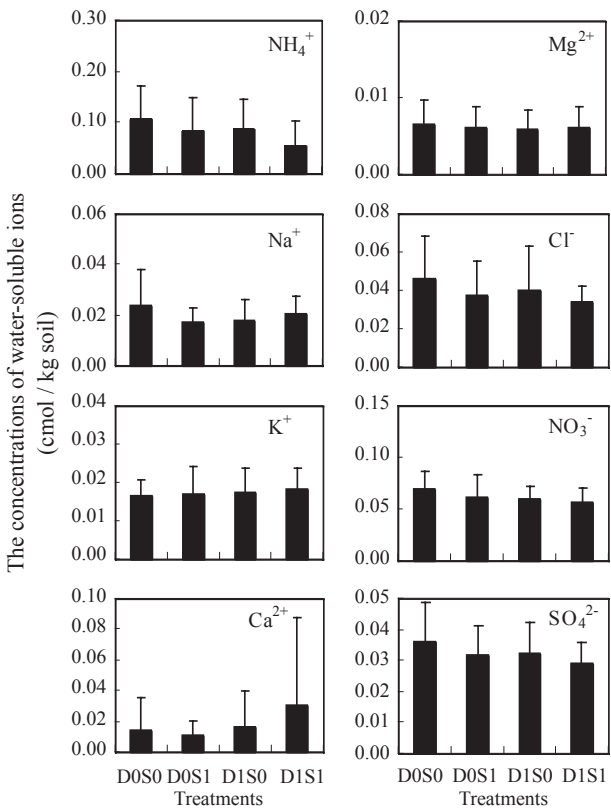 The concentrations of water-soluble ions
(cmol / kg soil)
NH₄⁺
0.30
0.20
0.10
0.00
Mg²⁺
0.02
0.01
0.00
Na⁺
0.06
0.04
0.02
0.00
Cl⁻
0.08
0.06
0.04
0.02
0.00
K⁺
0.04
0.03
0.02
0.01
0.00
NO₃⁻
0.15
0.10
0.05
0.00
Ca²⁺
0.10
0.08
0.06
0.04
0.02
0.00
SO₄²⁻
0.05
0.04
0.03
0.02
0.01
0.00
D0S0 D0S1 D1S0 D1S1
Treatments
D0S0 D0S1 D1S0 D1S1
Treatments